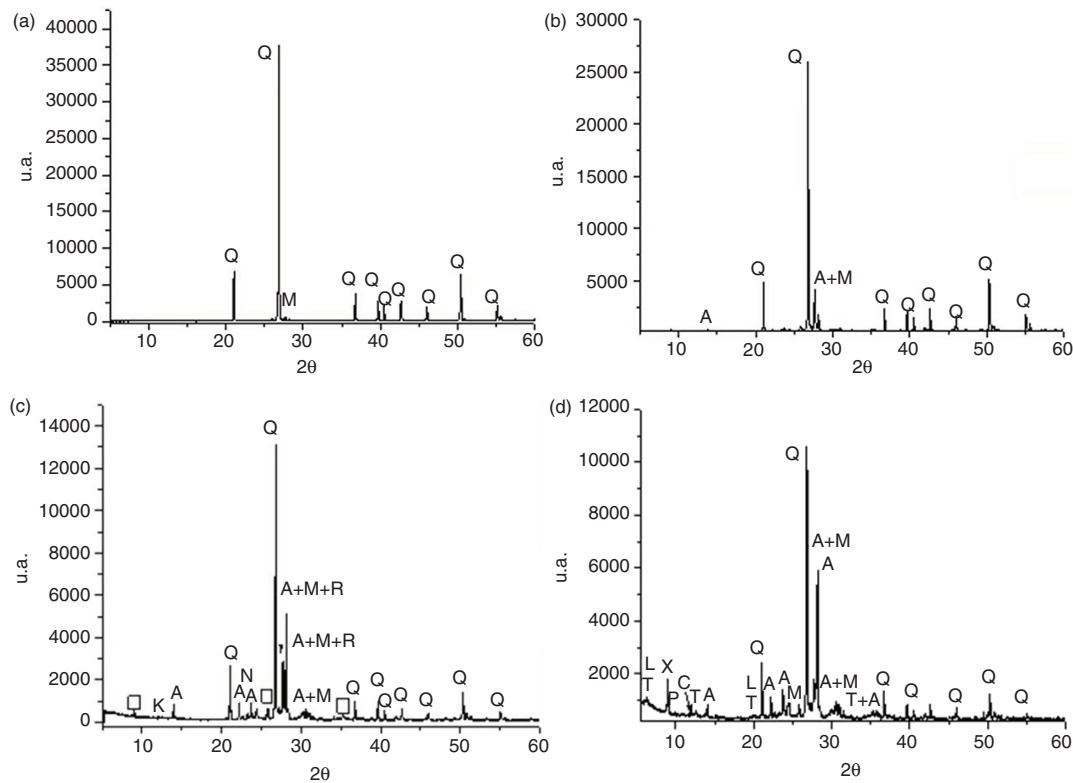 (a)
40000
35000
30000
25000
20000
15000
10000
5000
0
u.a.
Q
Q
M
Q
Q
Q
Q
Q
Q
Q
10 20 30 40 50 60
2θ
(b)
30000
25000
20000
15000
10000
5000
u.a.
Q
A
Q
A+M
Q
Q
Q
Q
Q
Q
10 20 30 40 50 60
2θ
(c)
14000
12000
10000
8000
6000
4000
2000
0
u.a.
Q
A+M+R
A+M+R
A+M
K
A
Q
A
N
A
Q
Q
Q
Q
Q
Q
10 20 30 40 50 60
2θ
(d)
12000
10000
8000
6000
4000
2000
u.a.
Q
A+M
A
L
T
X
P
C
T
A
Q
L
T
A
A
M
A+M
T+A
Q
Q
Q
Q
Q
10 20 30 40 50 60
2θ